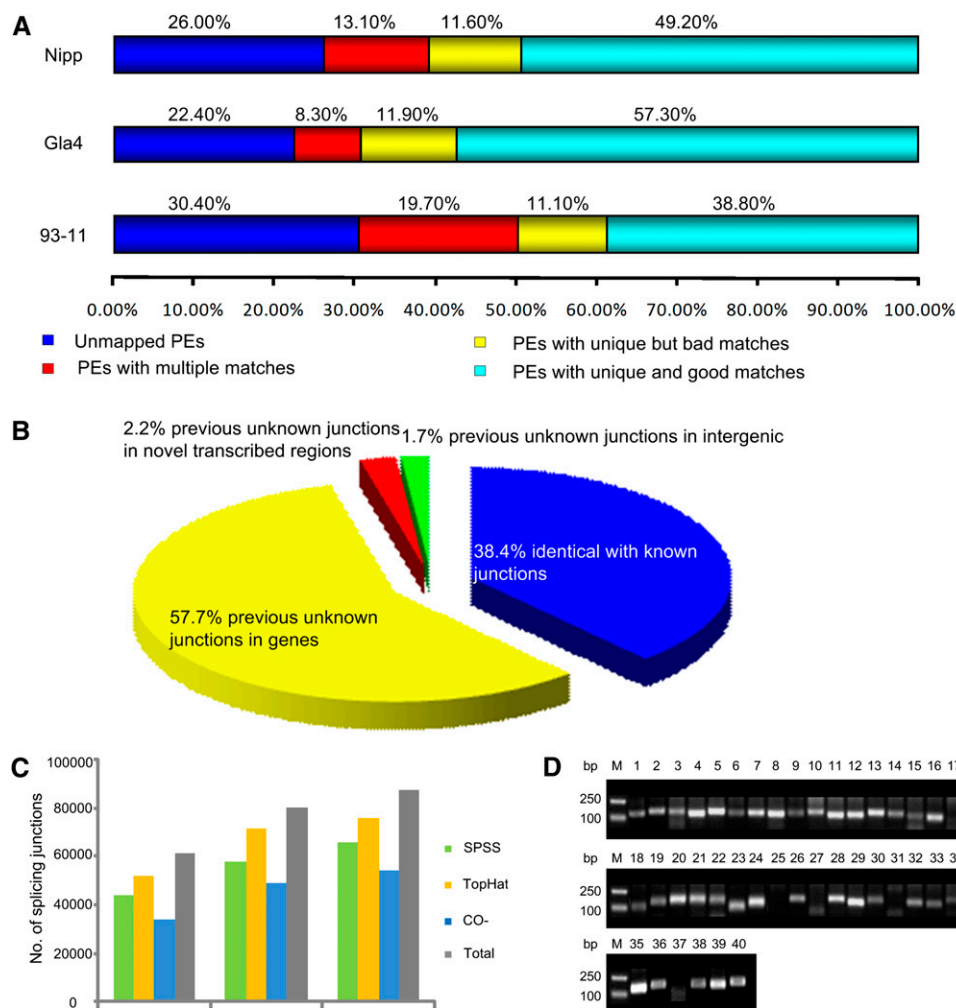 A
26.00% 13.10% 11.60% 49.20%
Nipp
22.40% 8.30% 11.90% 57.30%
Gla4
30.40% 19.70% 11.10% 38.80%
93-11
0.00% 10.00% 20.00% 30.00% 40.00% 50.00% 60.00% 70.00% 80.00% 90.00% 100.00%
Unmapped PEs
PEs with multiple matches
PEs with unique but bad matches
PEs with unique and good matches
B
2.2% previous unknown junctions
in novel transcribed regions
1.7% previous unknown junctions in intergenic
38.4% identical with known
junctions
57.7% previous unknown
junctions in genes
C
No. of splicing junctions
100000
80000
60000
40000
20000
0
SPSS
TopHat
CO-
Total
D
bp M 1 2 3 4 5 6 7 8 9 10 11 12 13 14 15 16
250
100
bp M 18 19 20 21 22 23 24 25 26 27 28 29 30 31 32 33
250
100
bp M 35 36 37 38 39 40
250
100